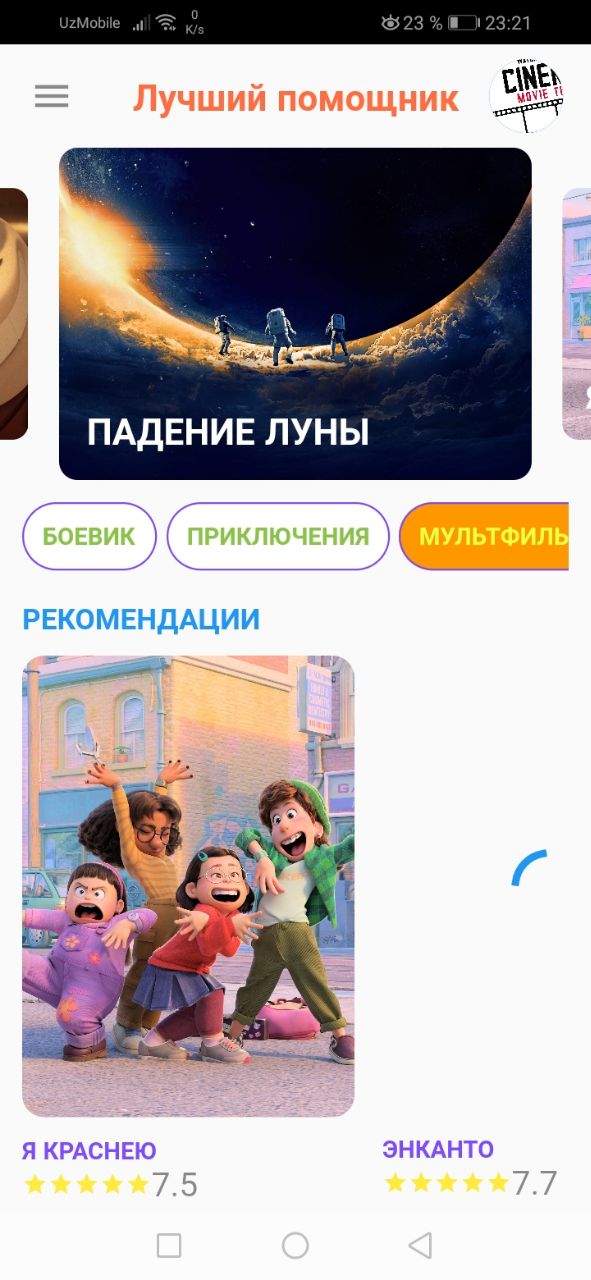 UzMobile
0
K/s
23 %
23:21
Лучший помощник
CINE
MOVIE
ПАДЕНИЕ ЛУНЫ
БОЕВИК
ПРИКЛЮЧЕНИЯ
МУЛЬТФИЛЬ
РЕКОМЕНДАЦИИ
Я КРАСНЕЮ
ЭНКАНТО
7.5
7.7